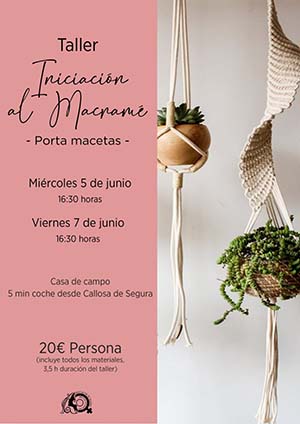 Taller
Iniciación
al Macramé
- Porta macetas -
Miércoles 5 de junio
16:30 horas
Viernes 7 de junio
16:30 horas
Casa de campo
5 min coche desde Callosa de Segura
20€ Persona
(incluye todos los materiales,
3,5 h duración del taller)